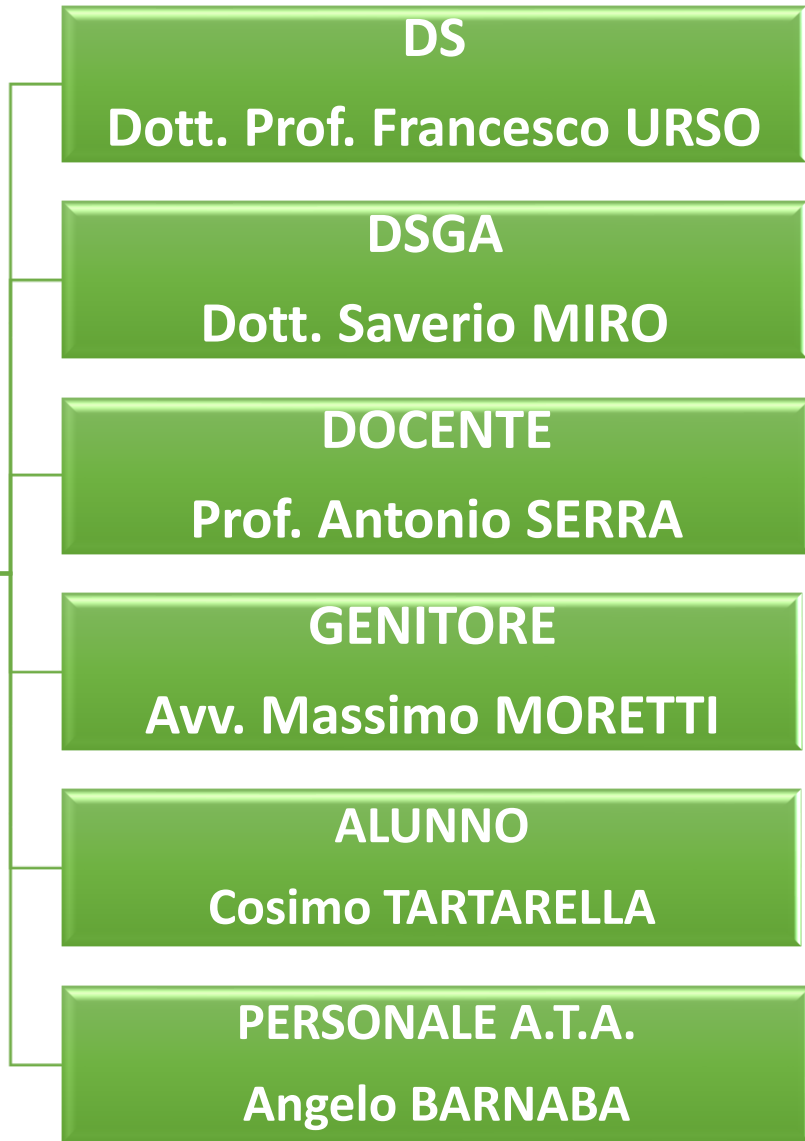 DS
Dott. Prof. Francesco URSO
DSGA
Dott. Saverio MIRO
DOCENTE
Prof. Antonio SERRA
GENITORE
Avv. Massimo MORETTI
ALUNNO
Cosimo TARTARELLA
PERSONALE A.T.A.
Angelo BARNABA